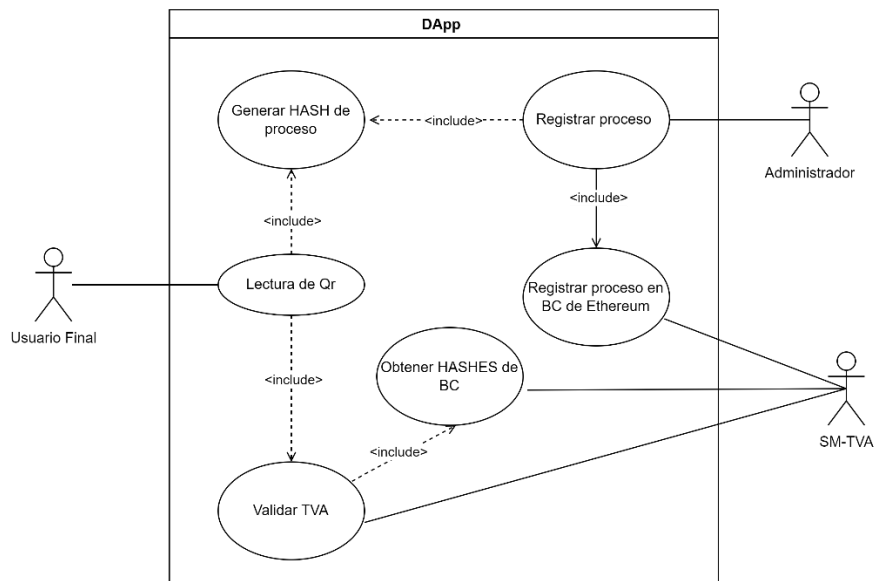 DApp
Generar HASH de
proceso
<include>
Registrar proceso
Administrador
<include>
<include>
Lectura de Qr
Registrar proceso en
BC de Ethereum
Usuario Final
Obtener HASHES de
BC
<include>
<include>
SM-TVA
Validar TVA